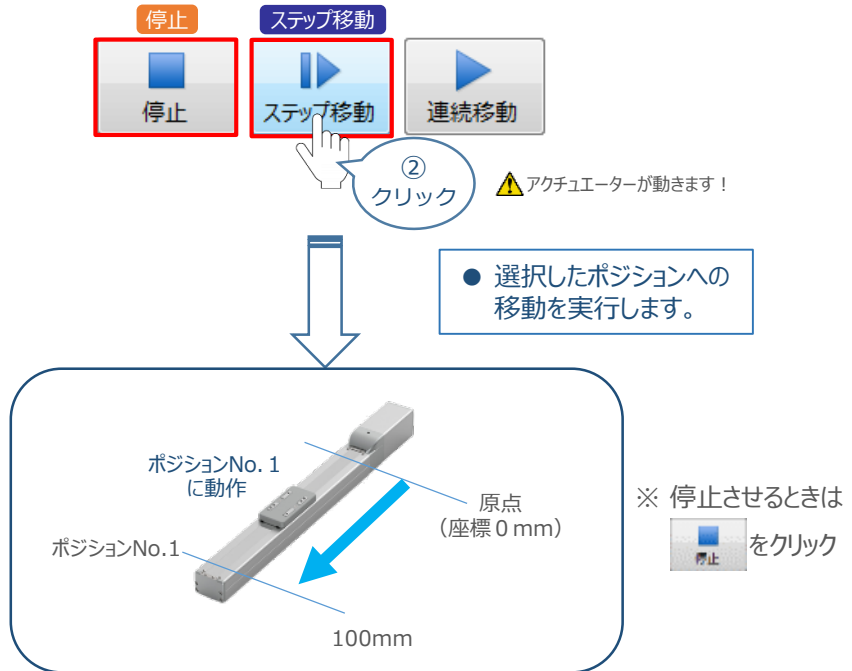 停止
ステップ移動
停止
ステップ移動
連続移動
②
クリック
アクチュエーターが動きます！
● 選択したポジションへの
移動を実行します。
ポジションNo. 1
に動作
原点
（座標０mm）
ポジションNo.1
100mm
※ 停止させるときは
停止
をクリック